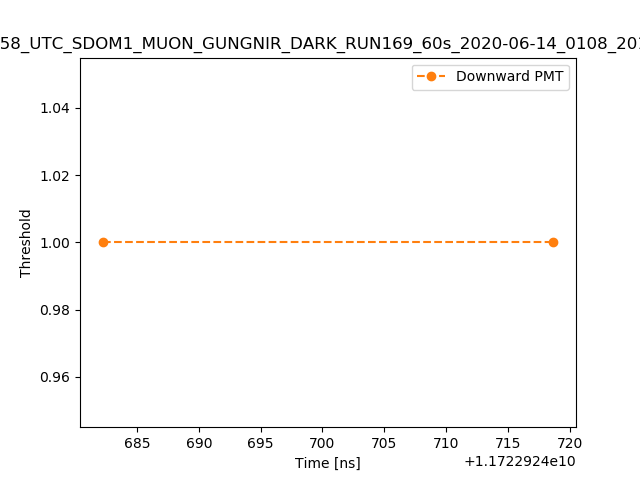 58_UTC_SDOM1_MUON_GUNGNIR_DARK_RUN169_60s_2020-06-14_0108_201
Downward PMT
1.04
1.02
1.00
0.98
0.96
Threshold
685 690 695 700 705 710 715 720
Time [ns]
+1.1722924e10